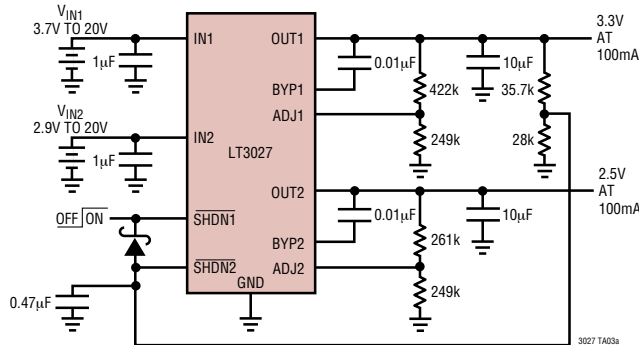 VIN1
3.7V TO 20V
1µF
IN1
OUT1
3.3V
AT
100mA
0.01µF
10µF
35.7k
422k
BYP1
ADJ1
249k
28k
VIN2
2.9V TO 20V
1µF
IN2
LT3027
OUT2
2.5V
AT
100mA
0.01µF
10µF
OFF ON
SHDN1
261k
BYP2
SHDN2
ADJ2
GND
249k
0.47µF
3027 TA03a